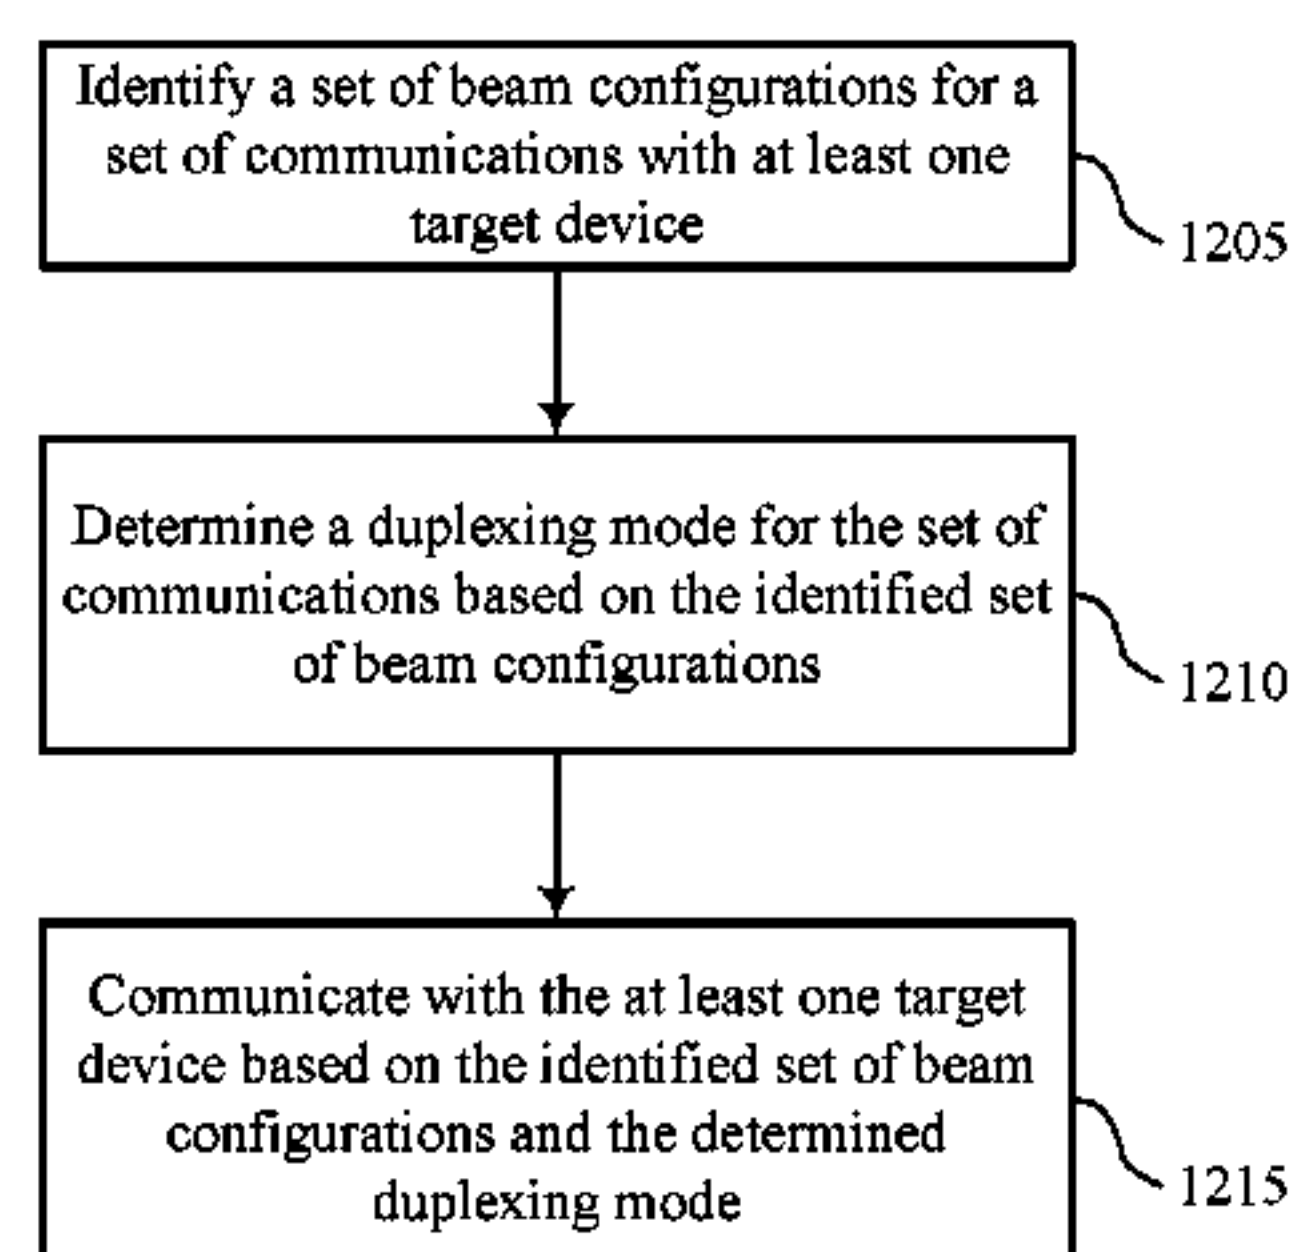 Identify a set of beam configurations for a
set of communications with at least one
target device
1205
Determine a duplexing mode for the set of
communications based on the identified set
of beam configurations
1210
Communicate with the at least one target
device based on the identified set of beam
configurations and the determined
duplexing mode
1215